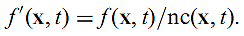 f′(x, t) = f(x, t)/nc(x, t).